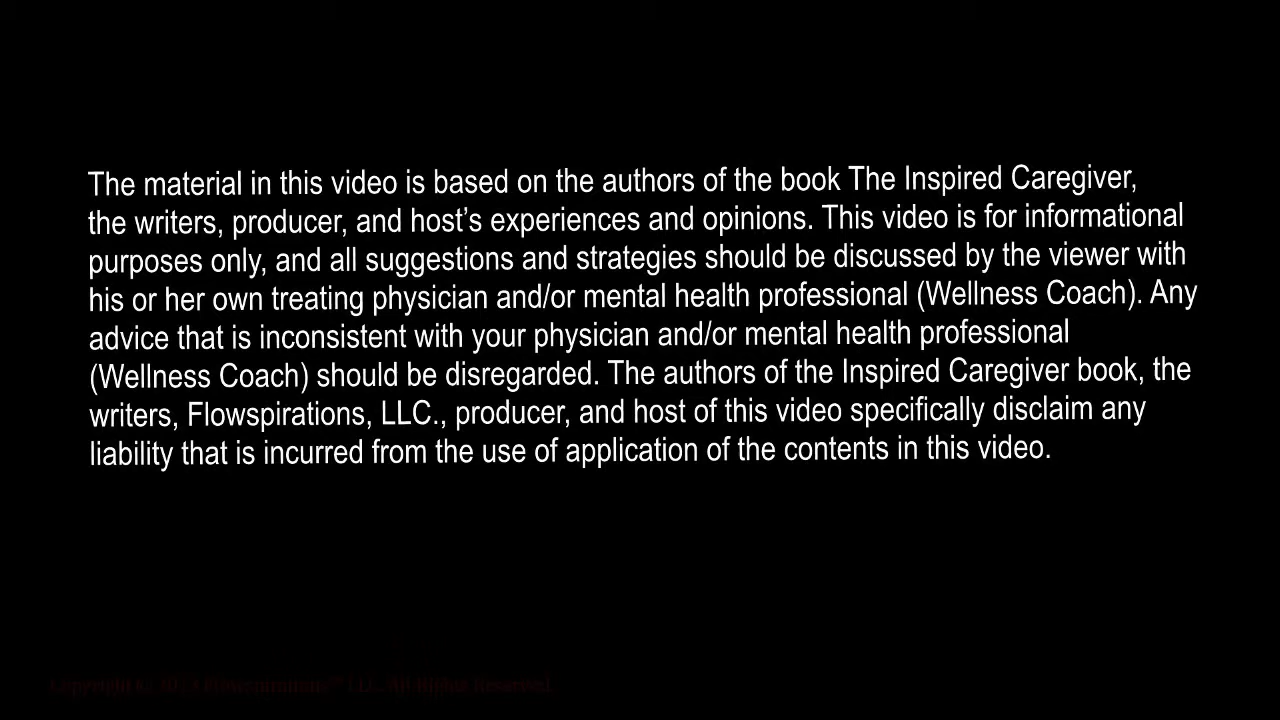 The material in this video is based on the authors of the book The Inspired Caregiver,
the writers, producer, and host’s experiences and opinions. This video is for informational
purposes only, and all suggestions and strategies should be discussed by the viewer with
his or her own treating physician and/or mental health professional (Wellness Coach). Any
advice that is inconsistent with your physician and/or mental health professional
(Wellness Coach) should be disregarded. The authors of the Inspired Caregiver book, the
writers, Flowspirations, LLC., producer, and host of this video specifically disclaim any
liability that is incurred from the use of application of the contents in this video.
Copyright © LLC. All Rights Reserved.